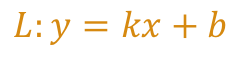 L: y = kx + b